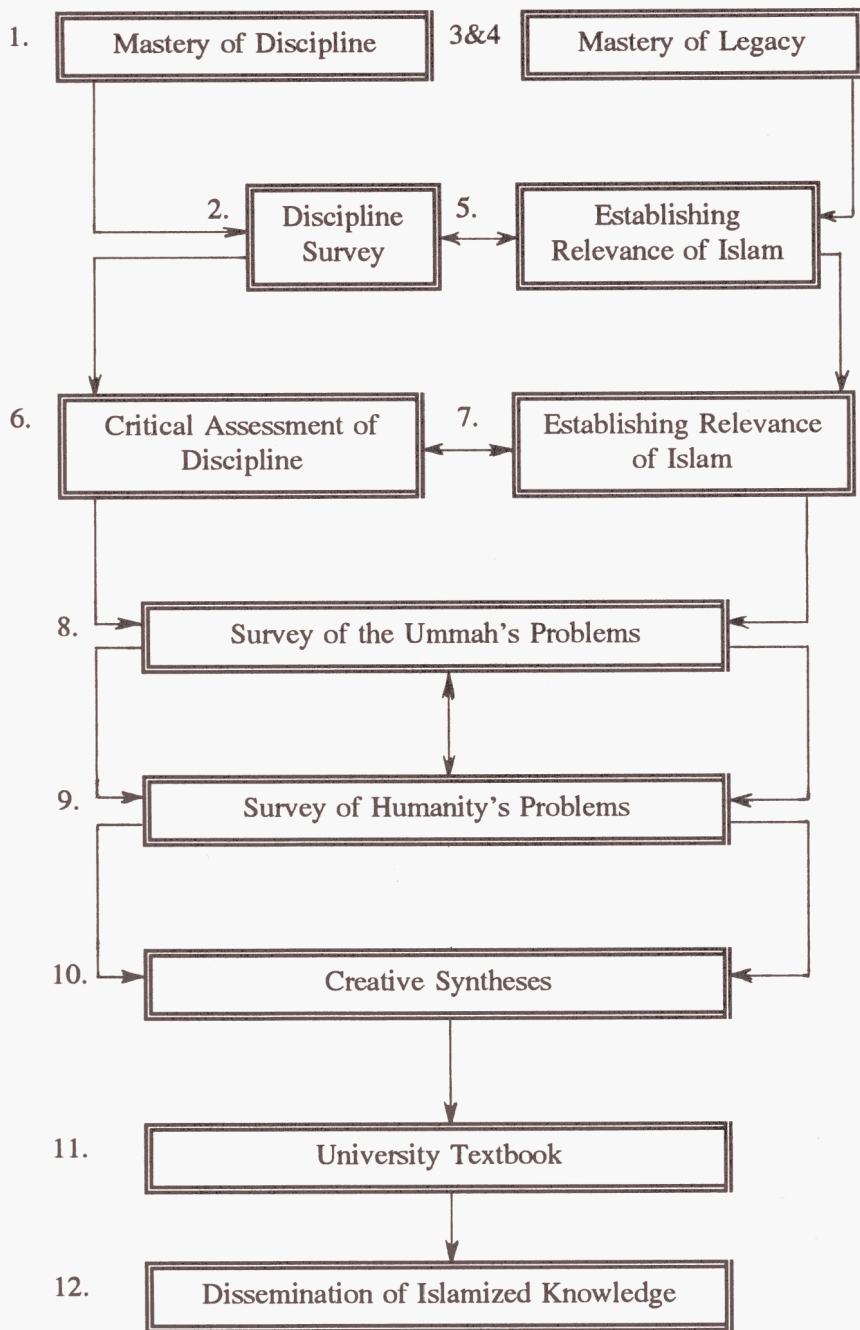 1. Mastery of Discipline 3&4 Mastery of Legacy
2. Discipline 5. Establishing
Survey Relevance of Islam
6. Critical Assessment of 7. Establishing Relevance
Discipline of Islam
8. Survey of the Ummah's Problems
9. Survey of Humanity's Problems
10. Creative Syntheses
11. University Textbook
12. Dissemination of Islamized Knowledge